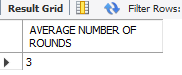 Result Grid Filter Rows:
AVERAGE NUMBER OF
ROUNDS
3